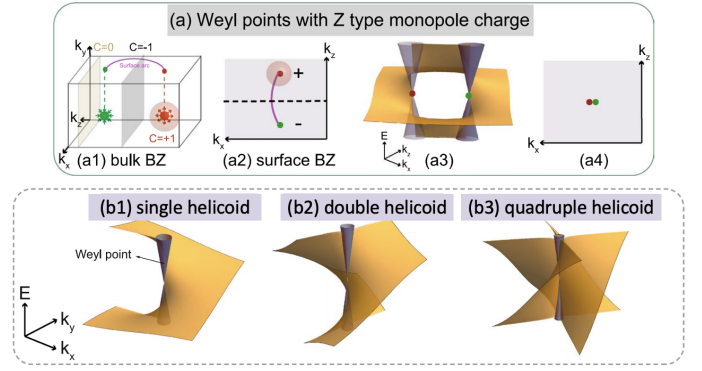 (a) Weyl points with Z type monopole charge
k_y
C=0
C=-1
Surface arc
k_z
C=+1
k_x
(a1) bulk BZ
k_z
+
-
k_x
(a2) surface BZ
E
k_z
k_x
(a3)
k_z
k_x
(a4)
(b1) single helicoid
(b2) double helicoid
(b3) quadruple helicoid
Weyl point
E
k_y
k_x